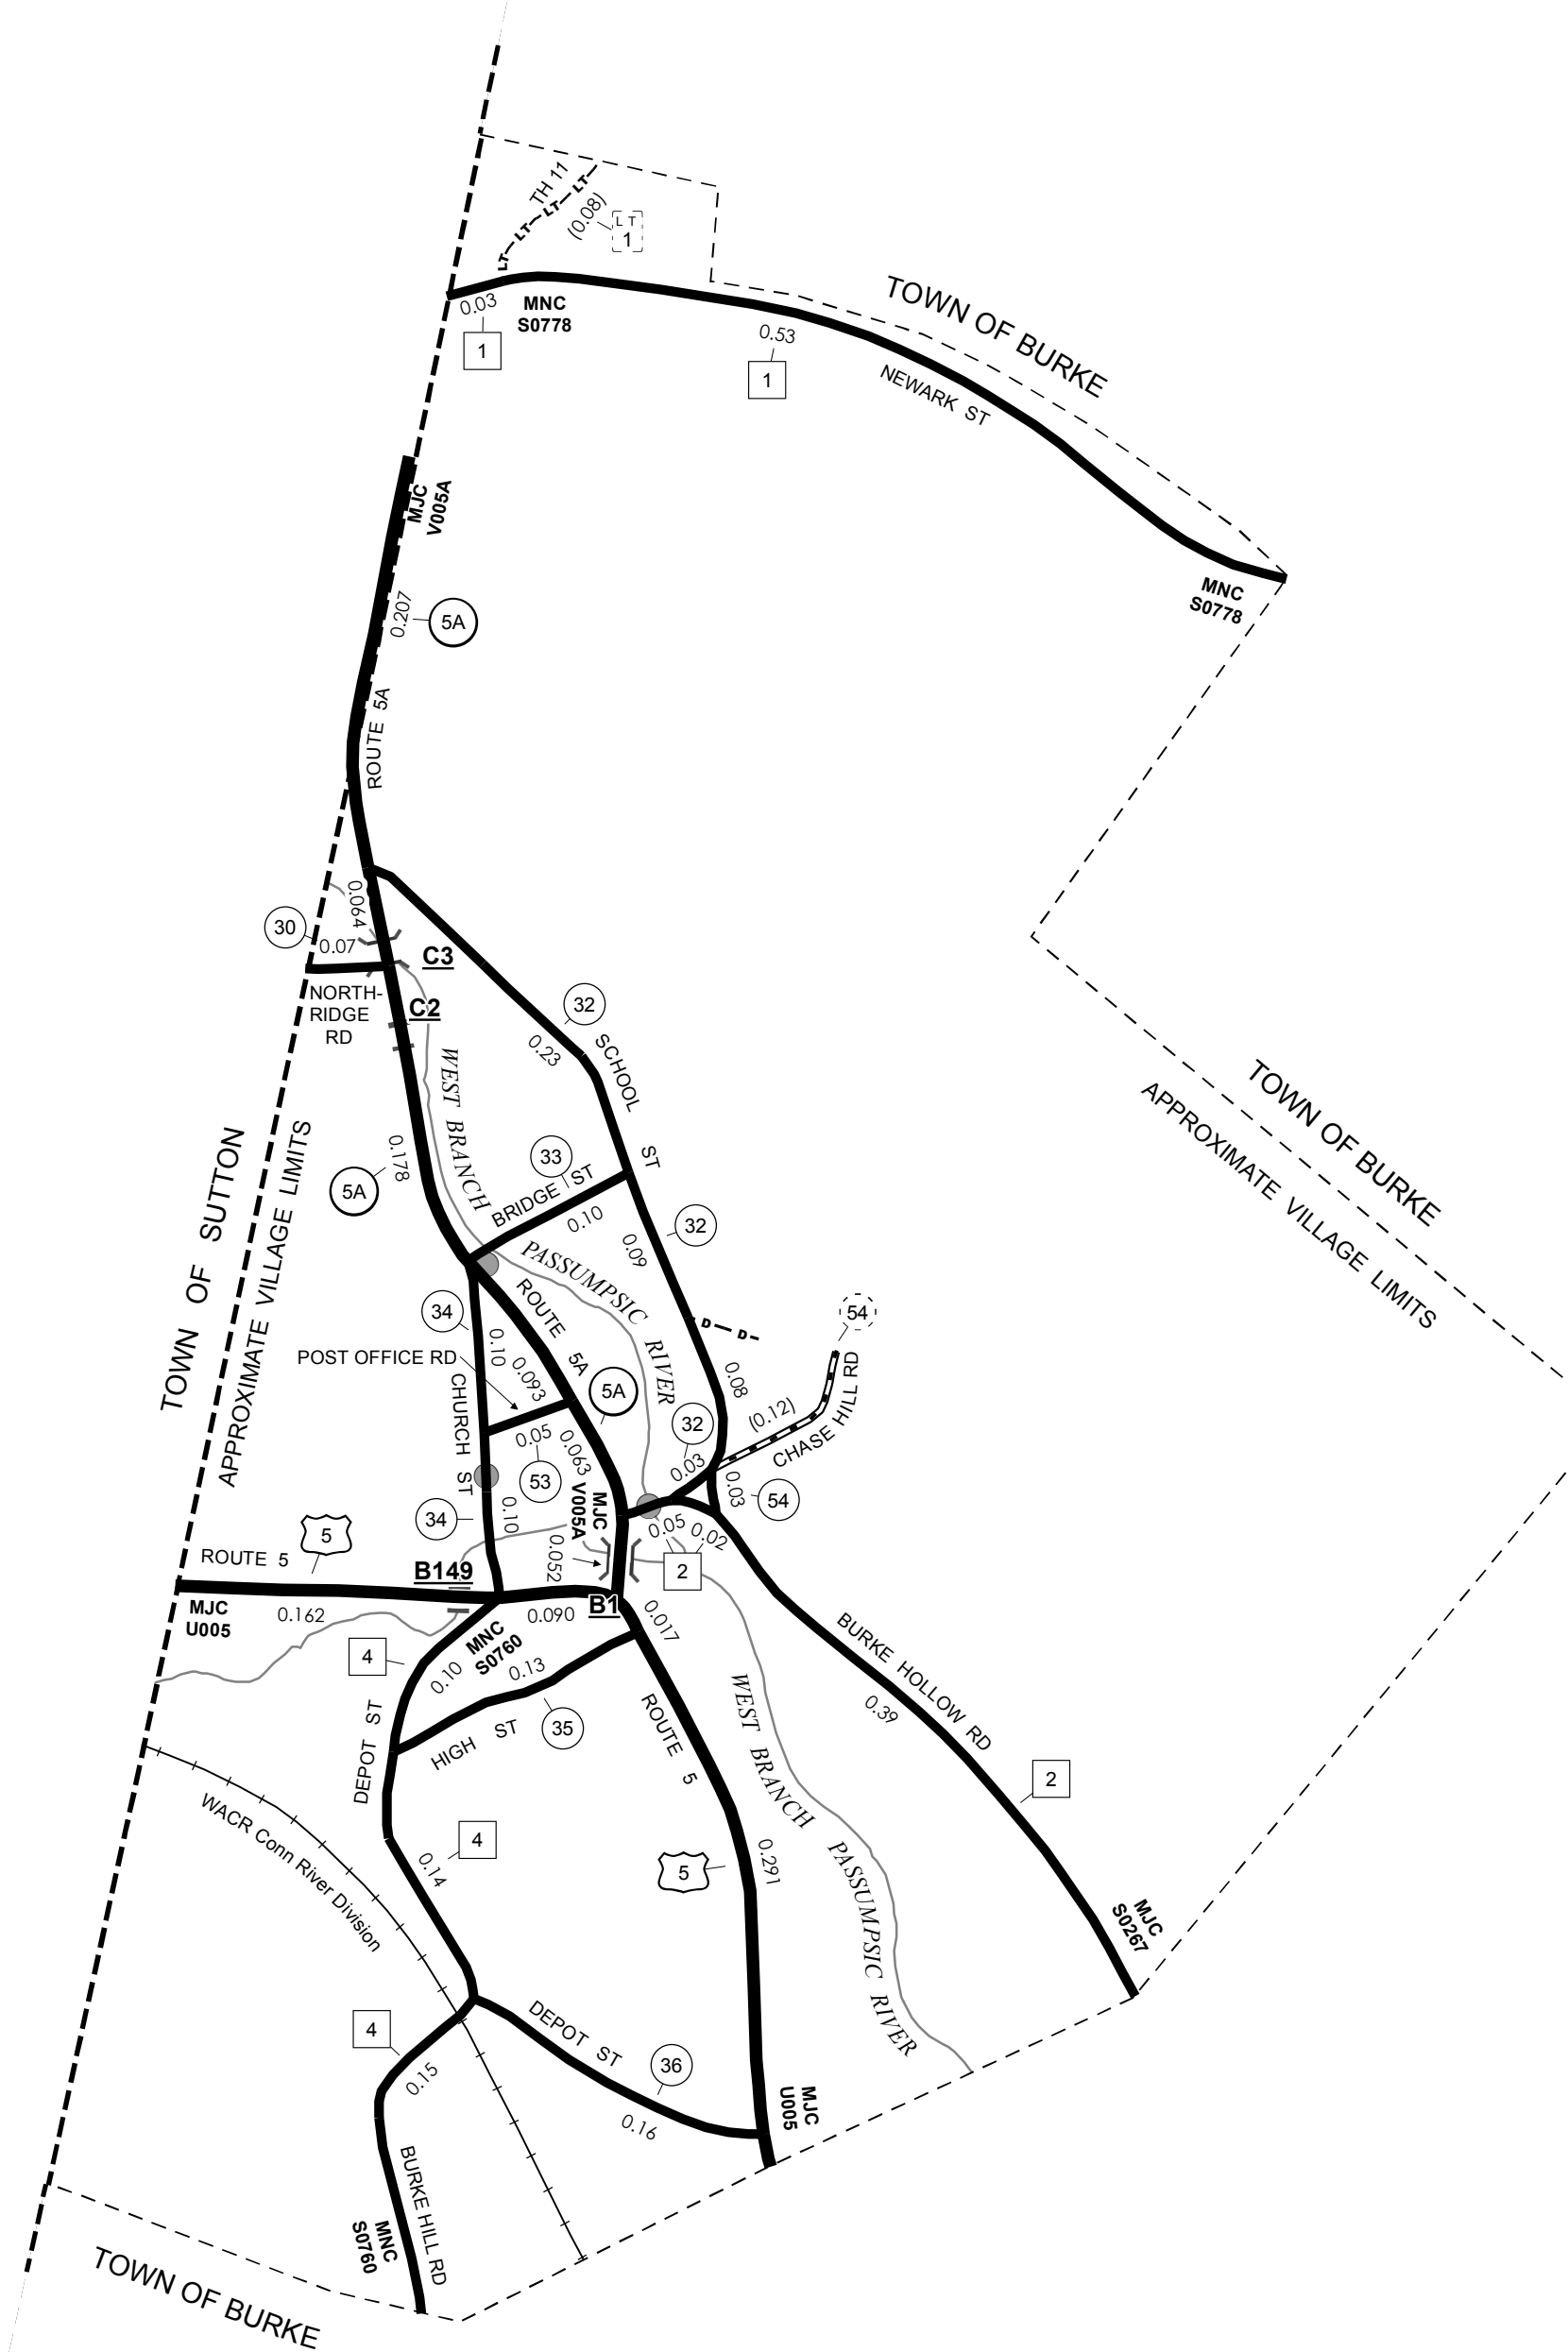 TH 11
LT
LT
LT
LT
(0.08)
L T
1
0.03
1
MNC
S0778
0.53
1
NEWARK ST
TOWN OF BURKE
MNC
S0778
MJC
V005A
0.207
5A
ROUTE 5A
0.064
30
0.07
NORTH-
RIDGE
RD
C3
C2
32
0.23
SCHOOL ST
WEST BRANCH
0.178
5A
33
BRIDGE ST
0.10
32
0.09
TOWN OF SUTTON
APPROXIMATE VILLAGE LIMITS
TOWN OF BURKE
APPROXIMATE VILLAGE LIMITS
PASSUMPSIC RIVER
ROUTE 5A
34
0.10
0.093
POST OFFICE RD
CHURCH ST
5A
D
D
54
0.08
(0.12)
CHASE HILL RD
32
0.03
0.03
54
0.05
53
0.063
MJC
V005A
34
0.10
0.052
0.05
0.02
2
5
ROUTE 5
B149
MJC
U005
0.162
0.090
B1
0.017
MNC
S0760
4
0.10
0.13
35
HIGH ST
DEPOT ST
ROUTE 5
WEST BRANCH
PASSUMPSIC RIVER
BURKE HOLLOW RD
0.39
2
MJC
S0267
WACR Conn River Division
0.14
4
5
0.291
4
0.15
DEPOT ST
36
0.16
MJC
U005
BURKE HILL RD
MNC
S0760
TOWN OF BURKE